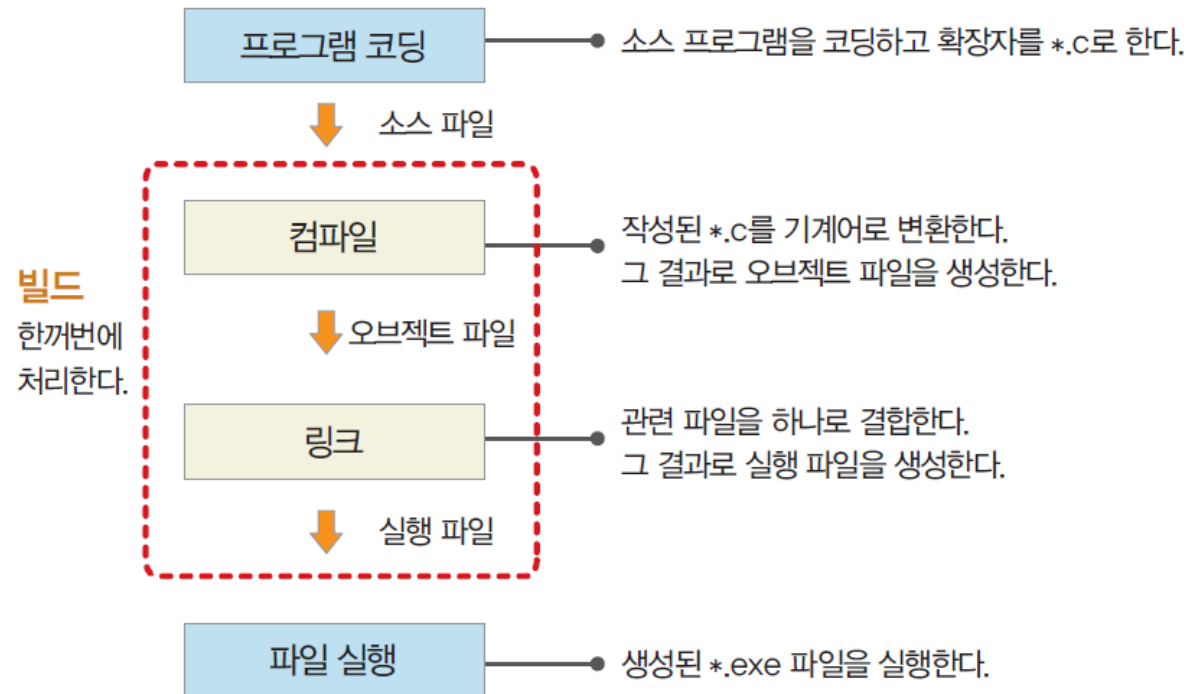 프로그램 코딩
소스 프로그램을 코딩하고 확장자를 *.c로 한다.
소스 파일
컴파일
작성된 *.c를 기계어로 변환한다.
그 결과로 오브젝트 파일을 생성한다.
빌드
한꺼번에
처리한다.
오브젝트 파일
링크
관련 파일을 하나로 결합한다.
그 결과로 실행 파일을 생성한다.
실행 파일
파일 실행
생성된 *.exe 파일을 실행한다.